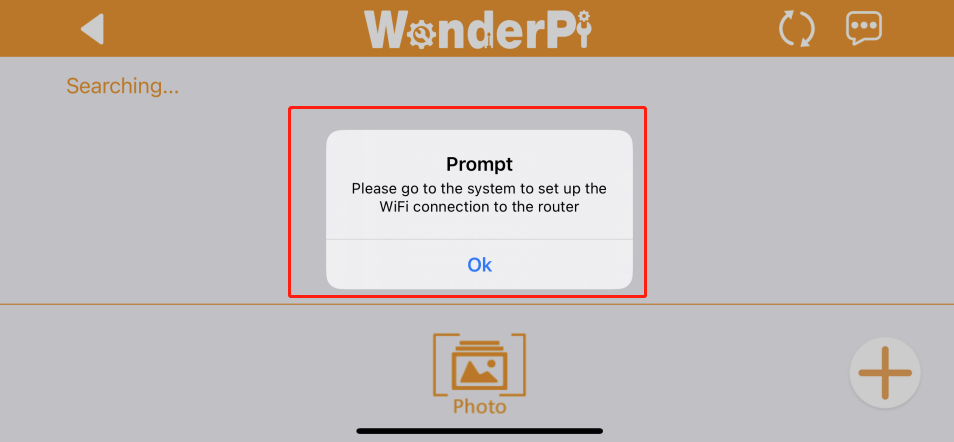 WonderPi
Searching...
Prompt
Please go to the system to set up the
WiFi connection to the router
Ok
Photo